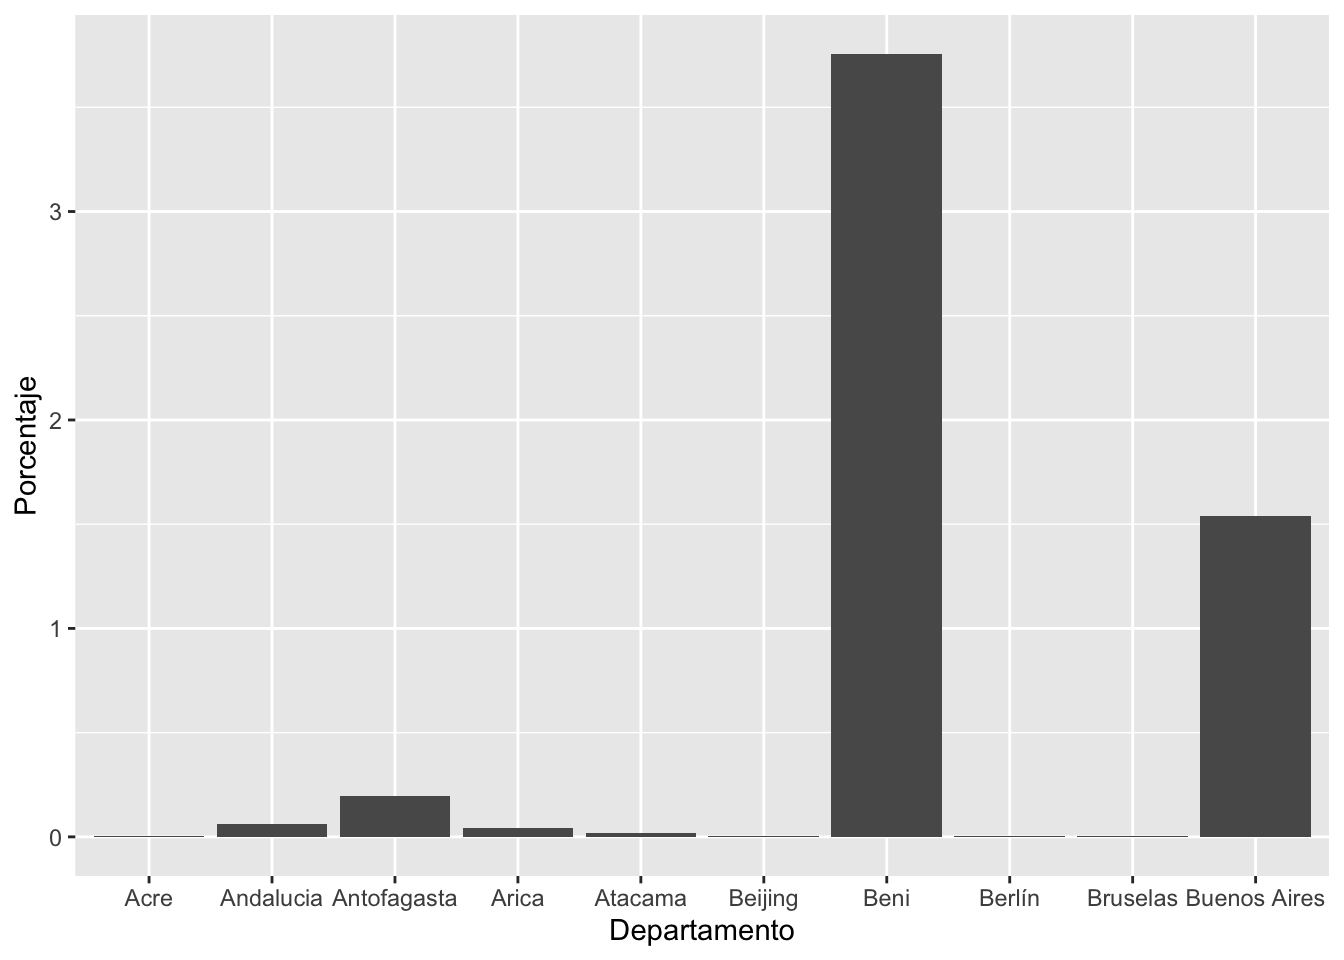 Porcentaje
3
2
1
0
Acre Andalucia Antofagasta Arica Atacama Beijing Beni Berlín Bruselas Buenos Aires
Departamento